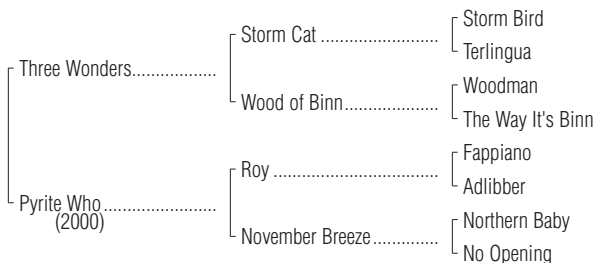 Storm Bird
Storm Cat ........................
Terlingua
Three Wonders.................
Woodman
Wood of Binn...................
The Way It's Binn
Fappiano
Roy .................................
Adlibber
Pyrite Who.......................
(2000)
Northern Baby
November Breeze.............
No Opening